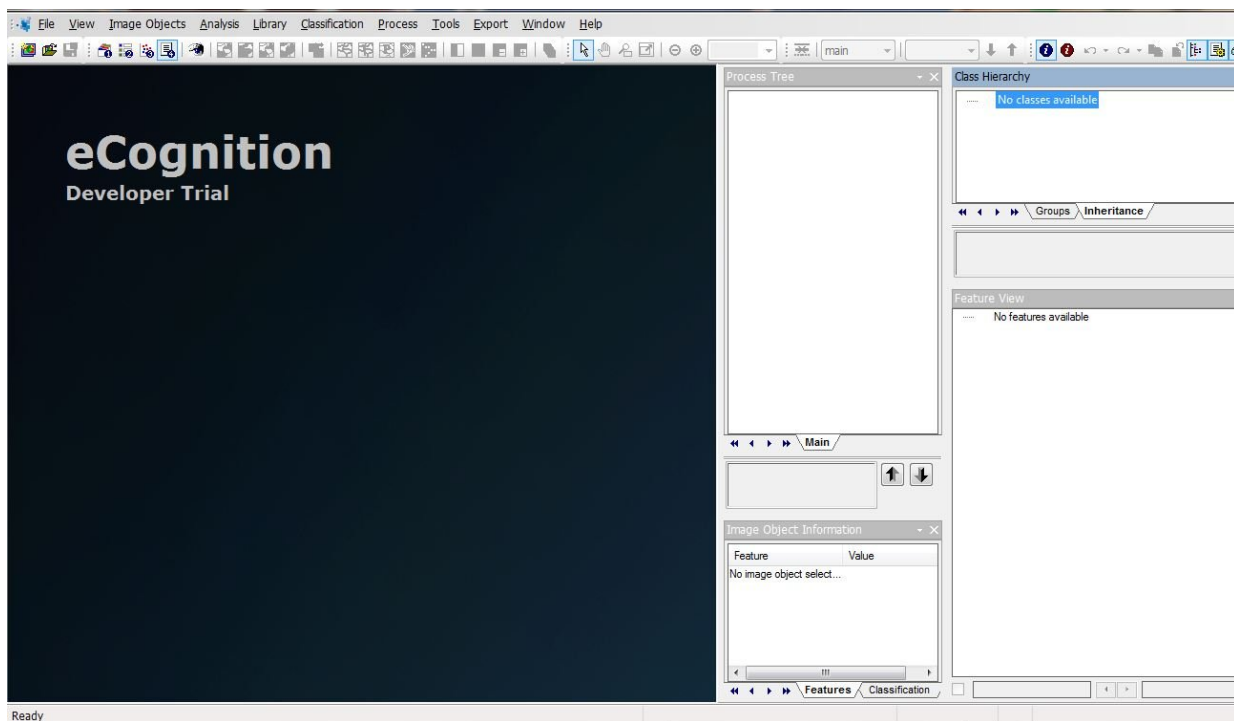 File View Image Objects Analysis Library Classification Process Tools Export Window Help
main
eCognition
Developer Trial
Process Tree
Main
Image Object Information
Feature Value
No image object select...
Features Classification
Class Hierarchy
No classes available
Groups Inheritance
Feature View
No features available
Ready